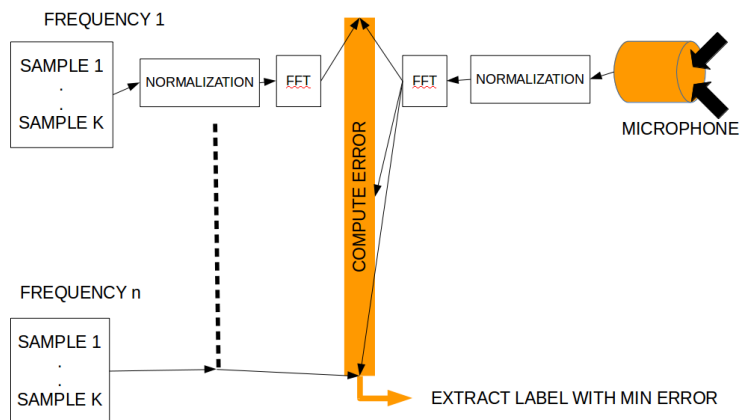 FREQUENCY 1
SAMPLE 1
.
.
SAMPLE K
NORMALIZATION
FFT
COMPUTE ERROR
FFT
NORMALIZATION
MICROPHONE
FREQUENCY n
SAMPLE 1
.
.
SAMPLE K
EXTRACT LABEL WITH MIN ERROR